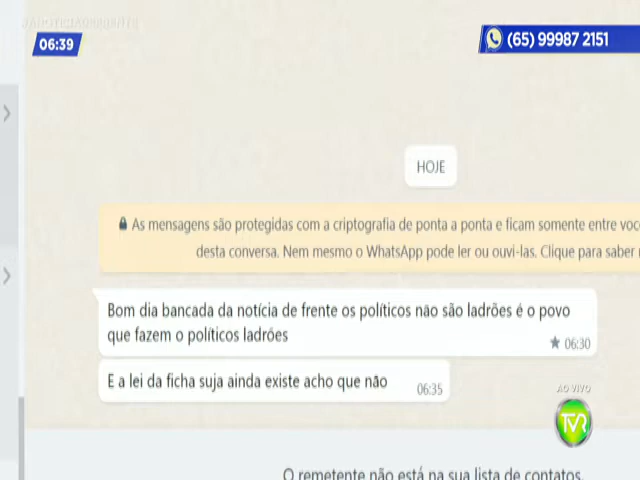 06:39
(65) 99987 2151
HOJE
As mensagens são protegidas com a criptografia de ponta a ponta e ficam somente entre você
desta conversa. Nem mesmo o WhatsApp pode ler ou ouvi-las. Clique para saber
Bom dia bancada da notícia de frente os políticos não são ladrões é o povo
que fazem o políticos ladrões
06:30
E a lei da ficha suja ainda existe acho que não
06:35
AO VIVO
TVR
O remetente não está na sua lista de contatos.